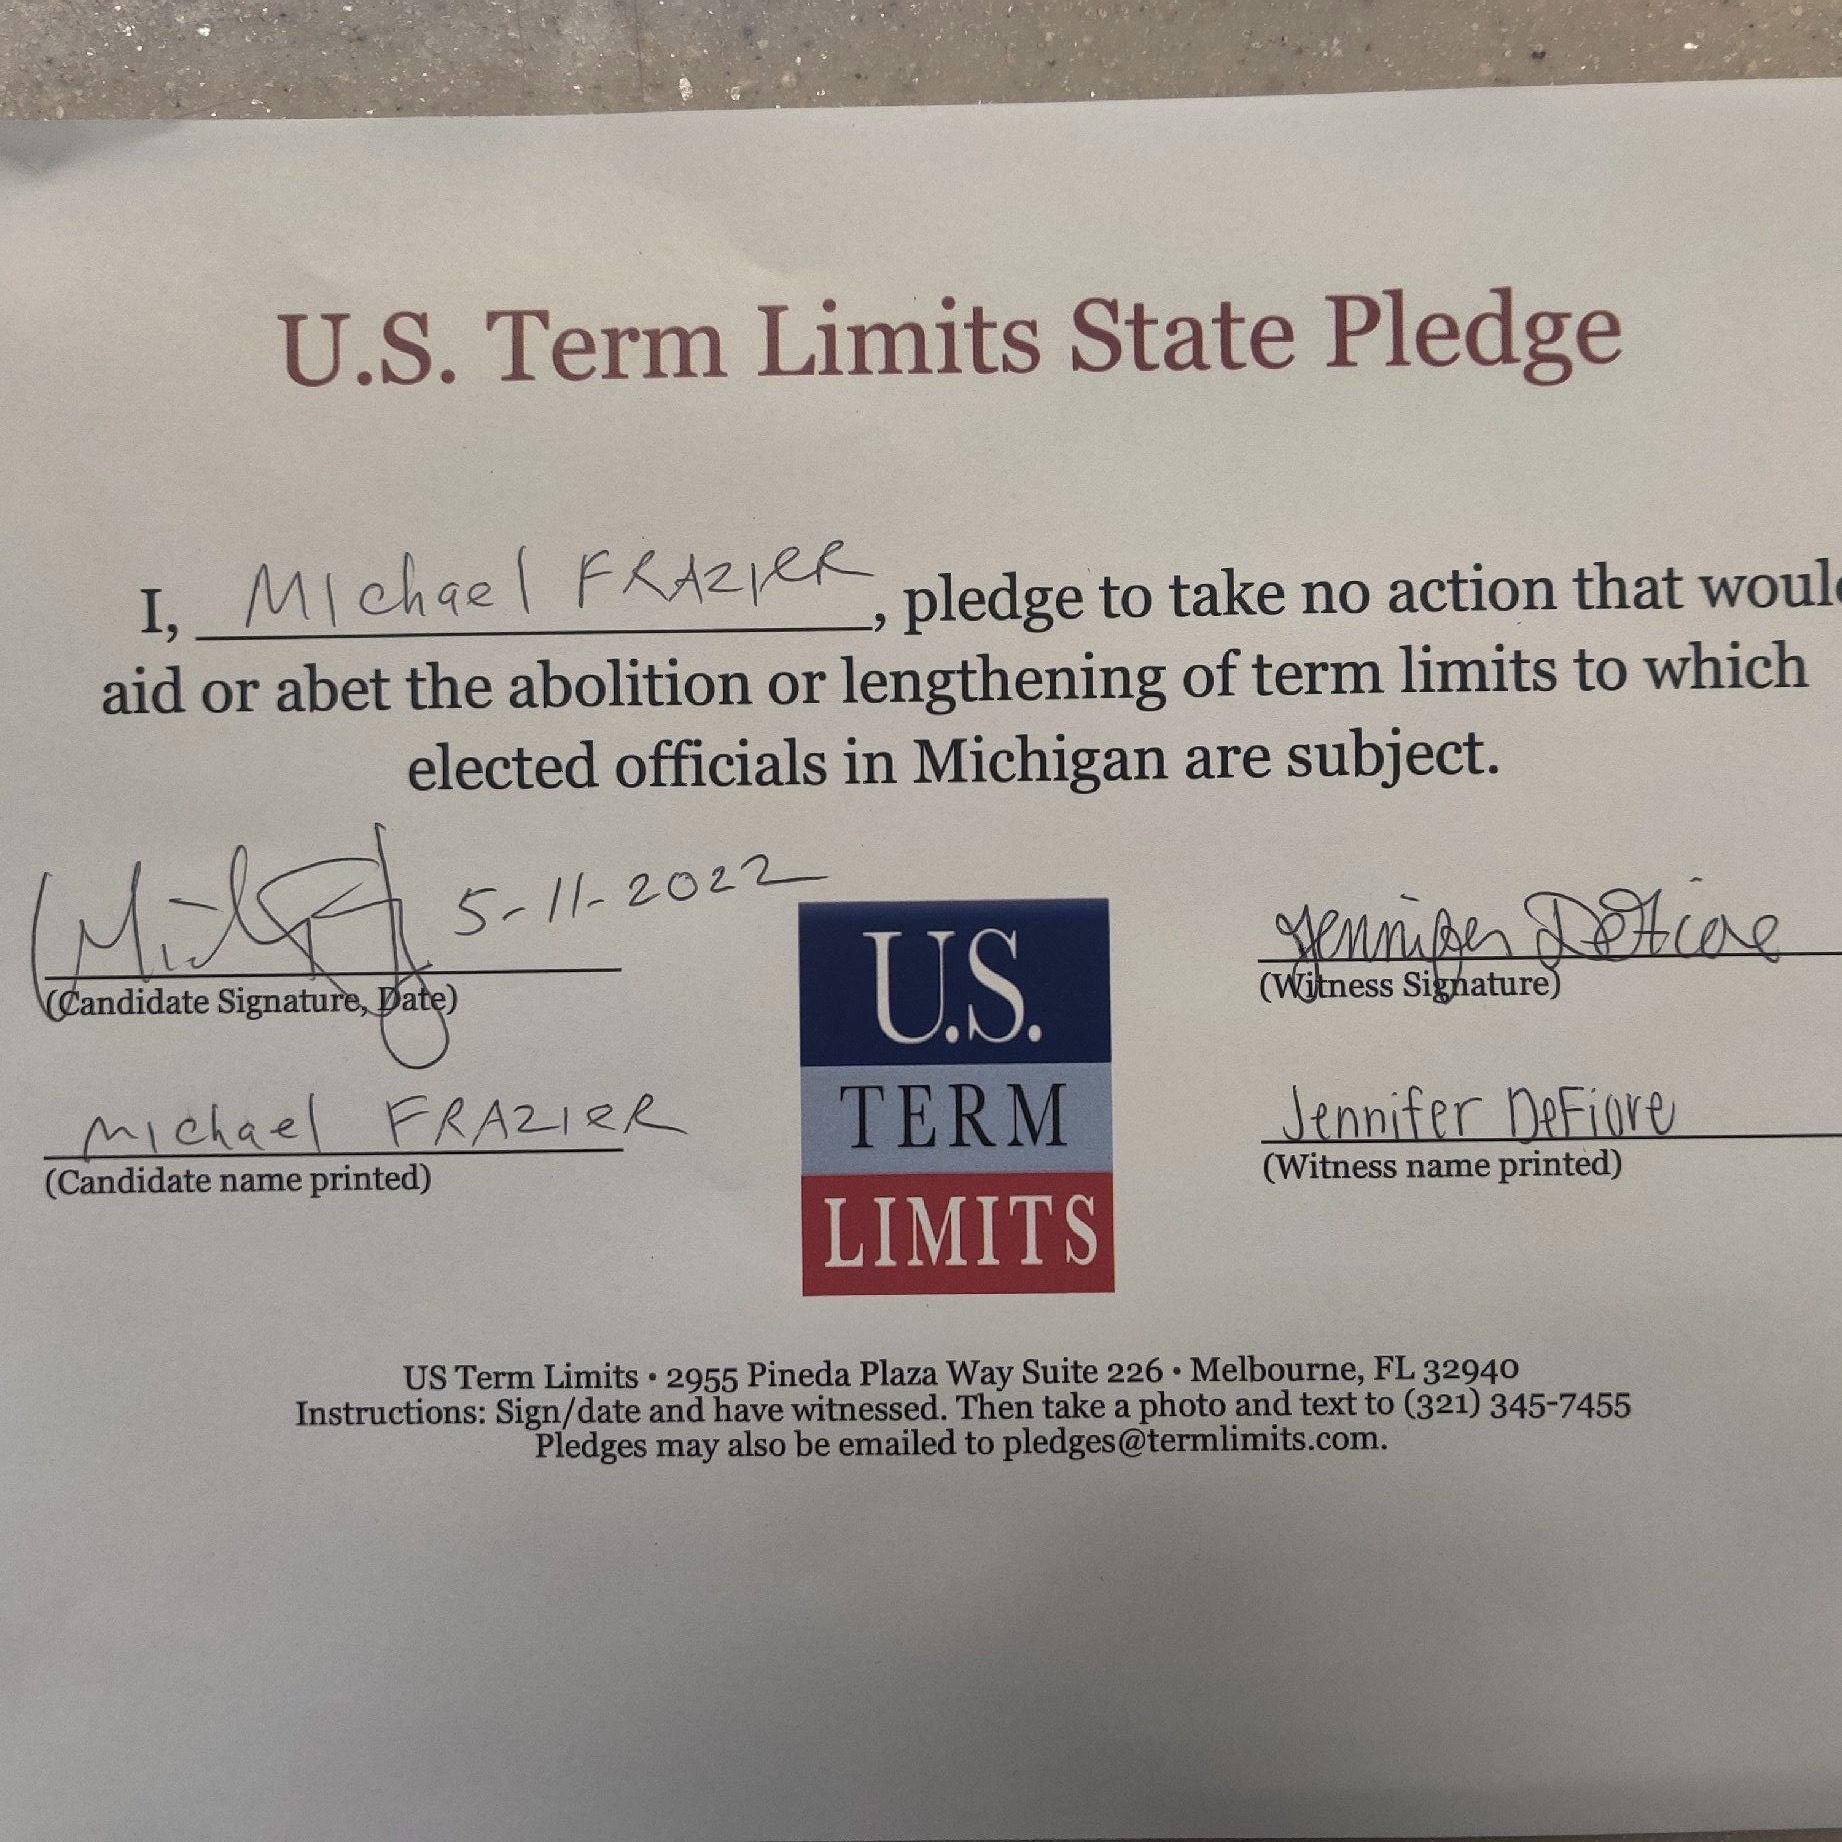 U.S. Term Limits State Pledge
I, Michael FRAZIER, pledge to take no action that would
aid or abet the abolition or lengthening of term limits to which
elected officials in Michigan are subject.
5-11-2022
(Candidate Signature, Date)
Michael FRAZIER
(Candidate name printed)
U.S.
TERM
LIMITS
Jennifer DeFiore
(Witness Signature)
Jennifer DeFiore
(Witness name printed)
US Term Limits • 2955 Pineda Plaza Way Suite 226 • Melbourne, FL 32940
Instructions: Sign/date and have witnessed. Then take a photo and text to (321) 345-7455
Pledges may also be emailed to pledges@termlimits.com.